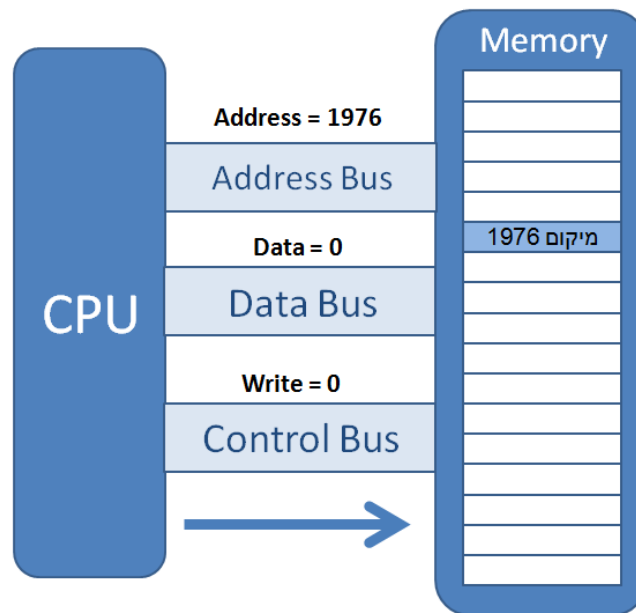 Memory
Address = 1976
Address Bus
מיקום 1976
Data = 0
CPU
Data Bus
Write = 0
Control Bus